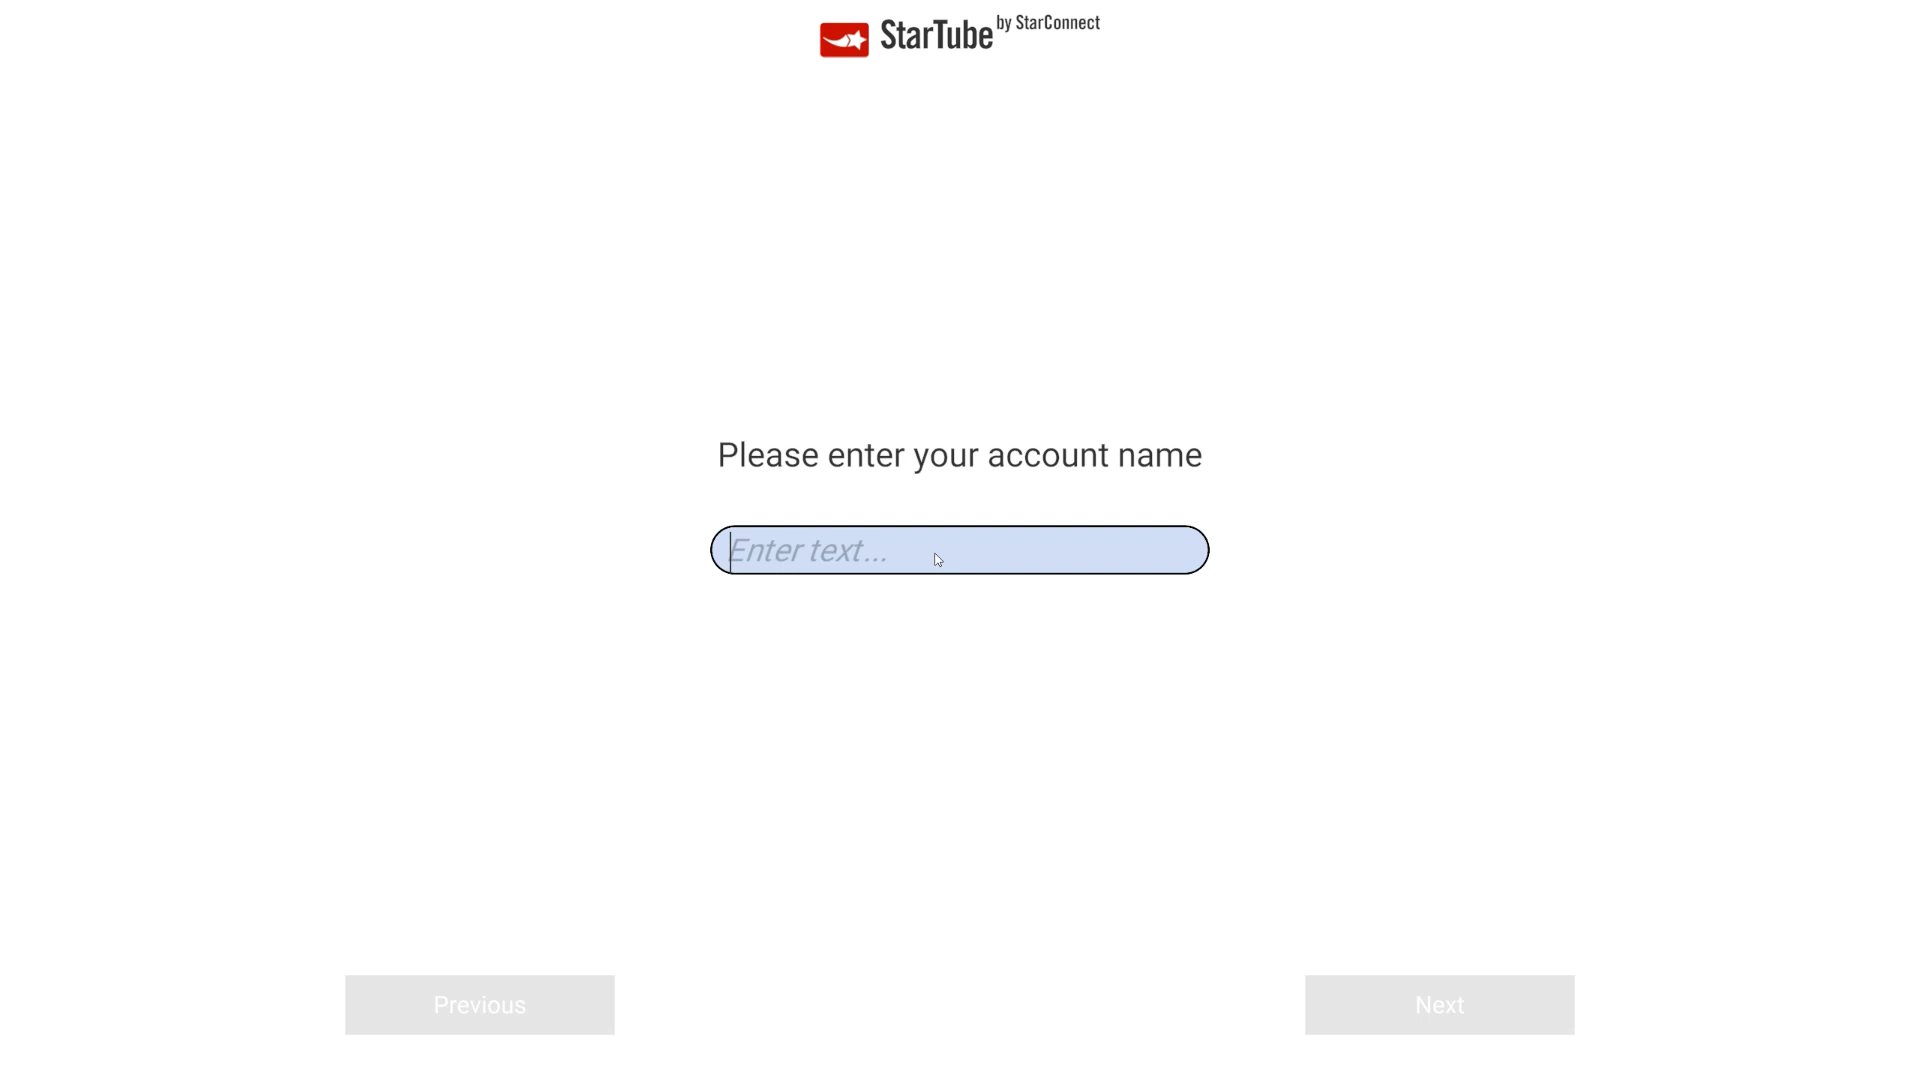 StarTube by StarConnect
Please enter your account name
Enter text...
Previous
Next